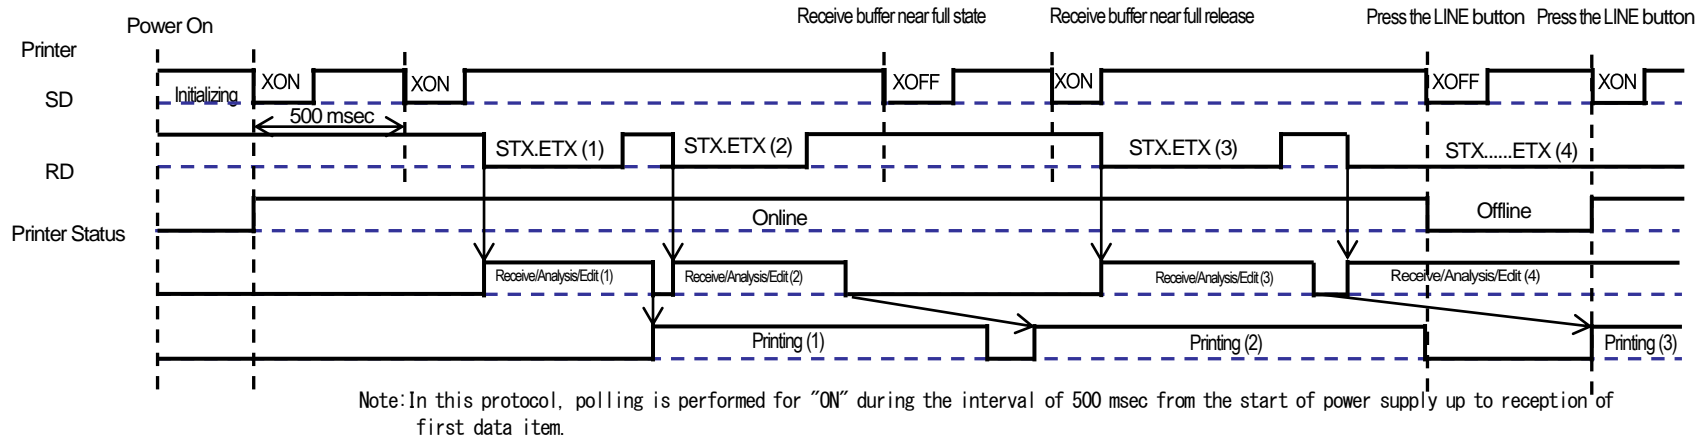 Receive buffer near full state Receive buffer near full release Press the LINE button Press the LINE button
Power On
Printer
XON XON XOFF XON XOFF XON
Initializing
SD
500 msec
STX.ETX (1) STX.ETX (2) STX.ETX (3) STX......ETX (4)
RD
Online Offline
Printer Status
Receive/Analysis/Edit (1) Receive/Analysis/Edit (2) Receive/Analysis/Edit (3) Receive/Analysis/Edit (4)
Printing (1) Printing (2) Printing (3)
Note:In this protocol, polling is performed for "ON" during the interval of 500 msec from the start of power supply up to reception of
first data item.